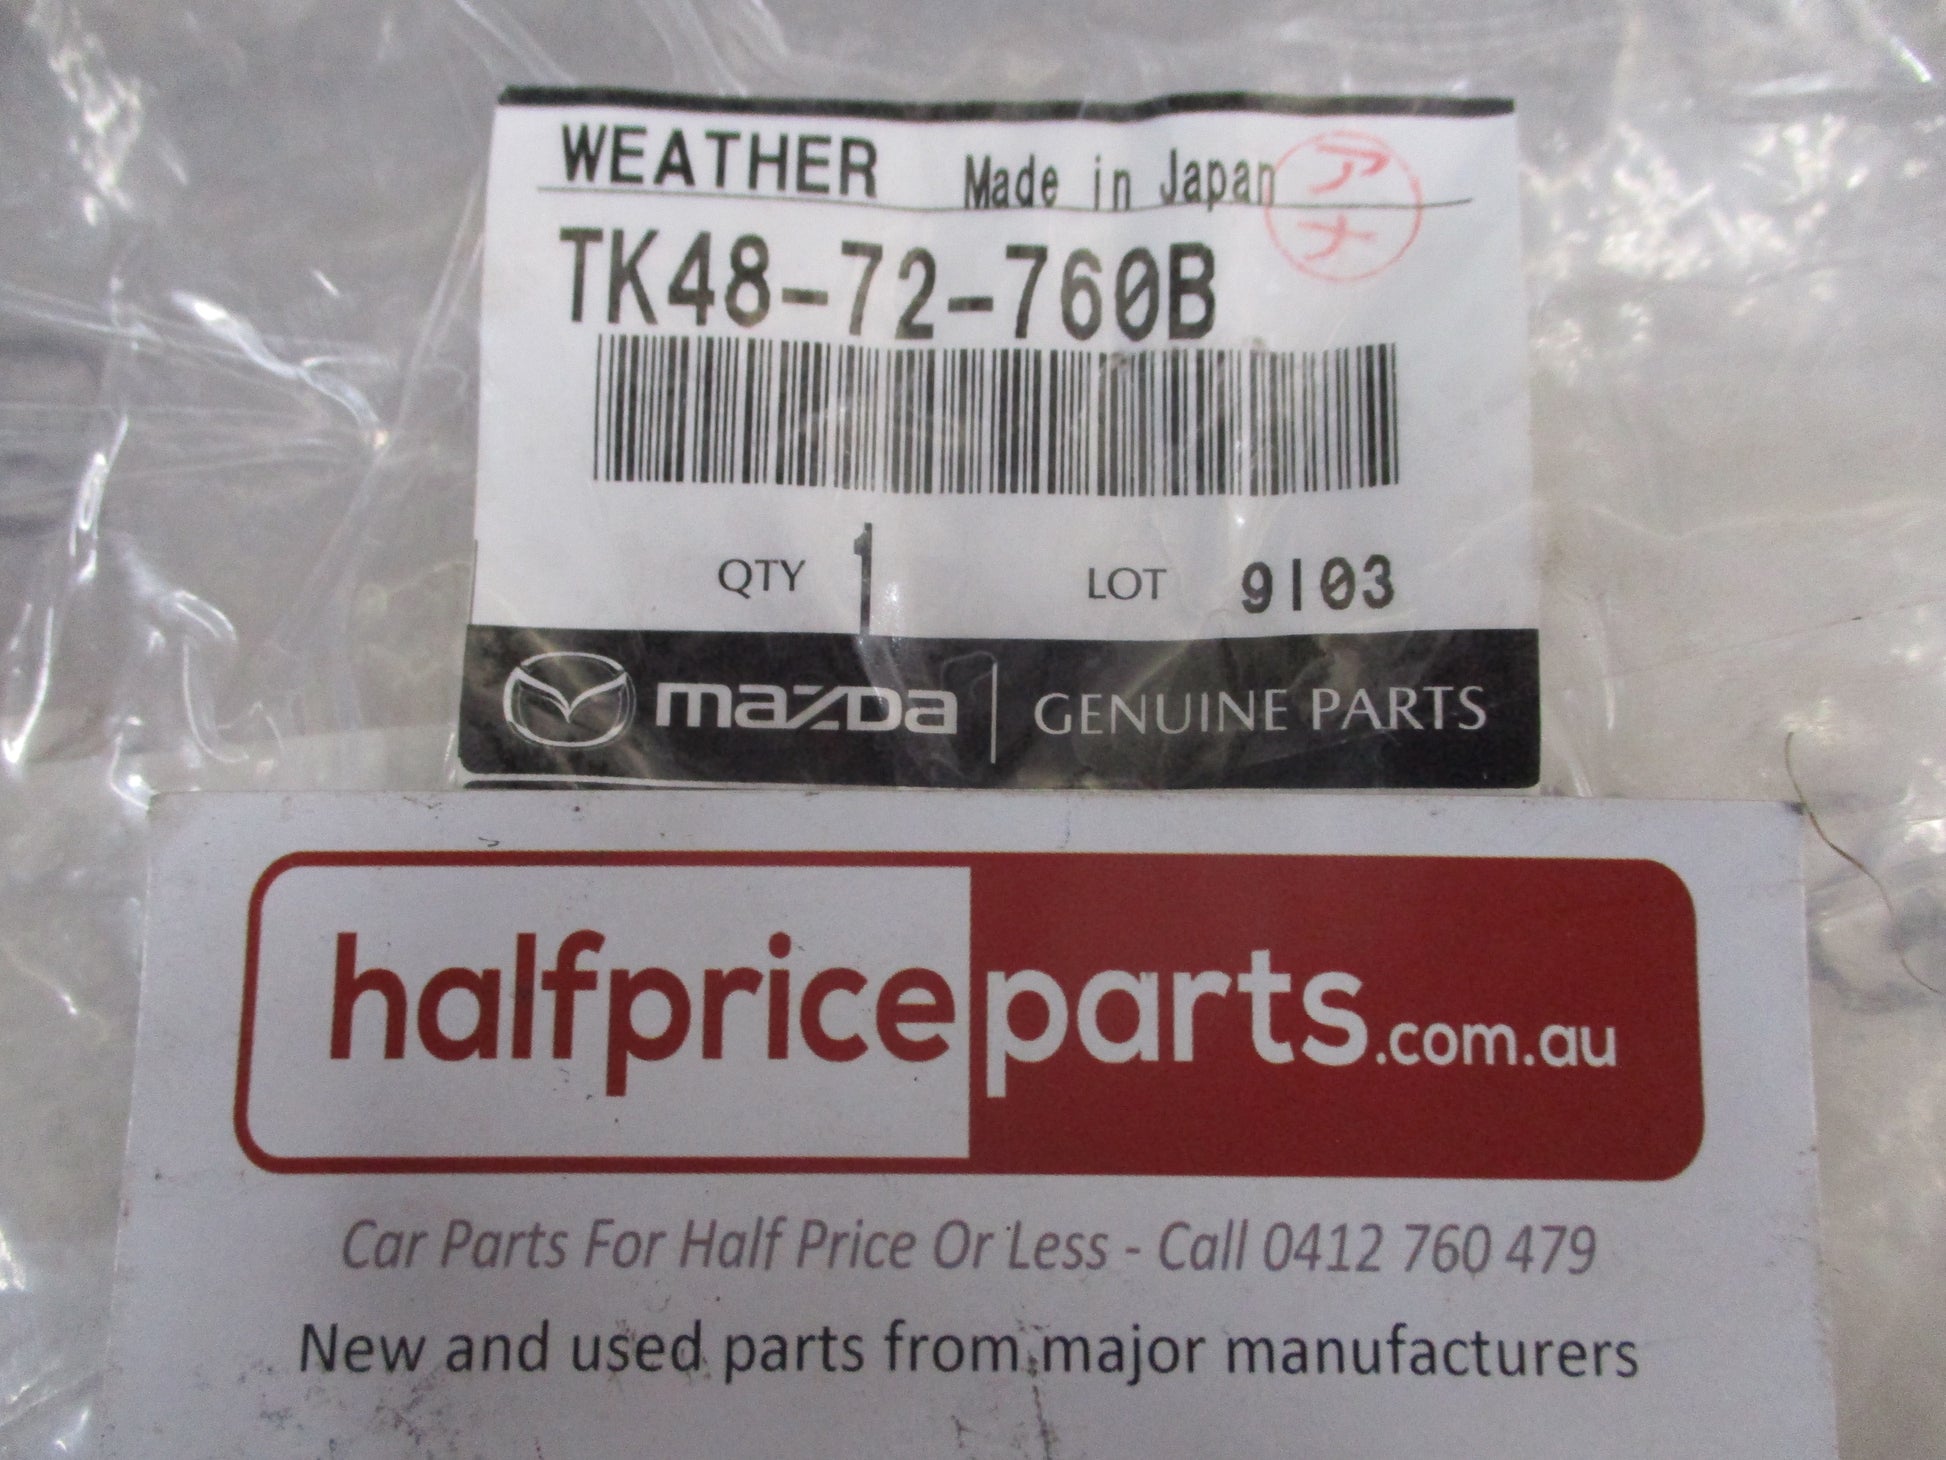 WEATHER Made in Japan
アナ
TK48-72-760B
QTY 1 LOT 9I03
mazda GENUINE PARTS
halfpriceparts.com.au
Car Parts For Half Price Or Less - Call 0412 760 479
New and used parts from major manufacturers